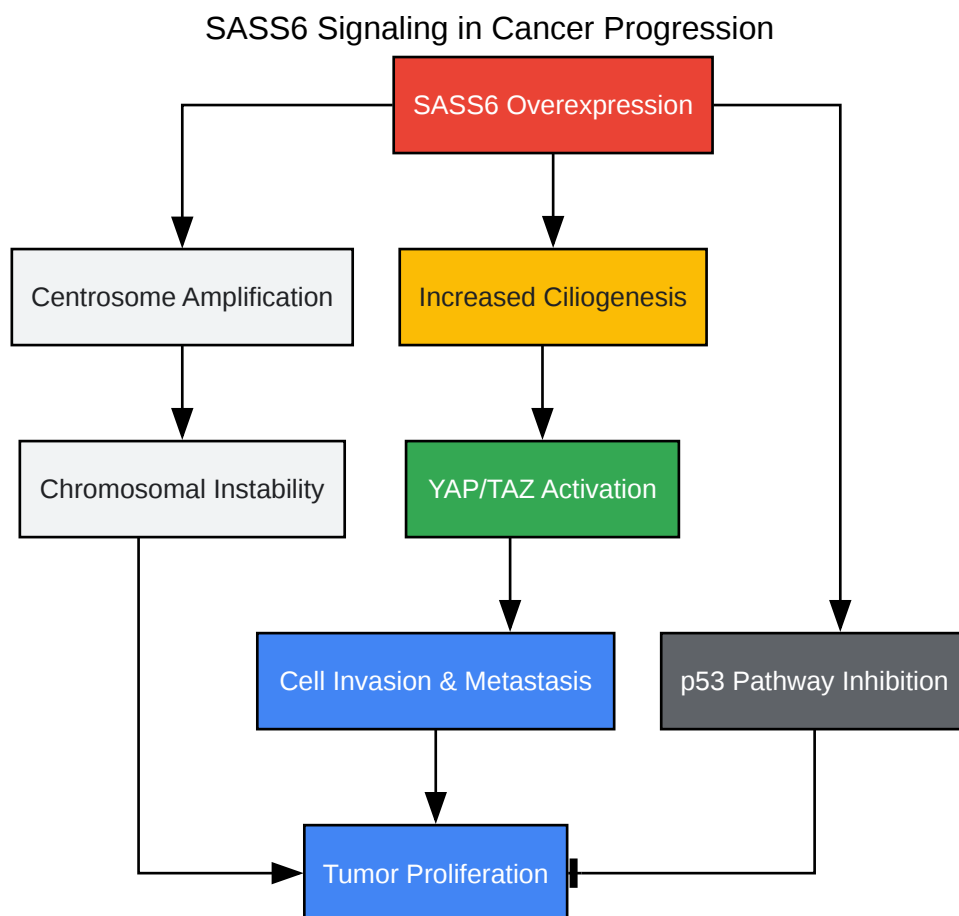 SASS6 Signaling in Cancer Progression
SASS6 Overexpression
Centrosome Amplification
Increased Ciliogenesis
Chromosomal Instability
YAP/TAZ Activation
Cell Invasion & Metastasis
p53 Pathway Inhibition
Tumor Proliferation